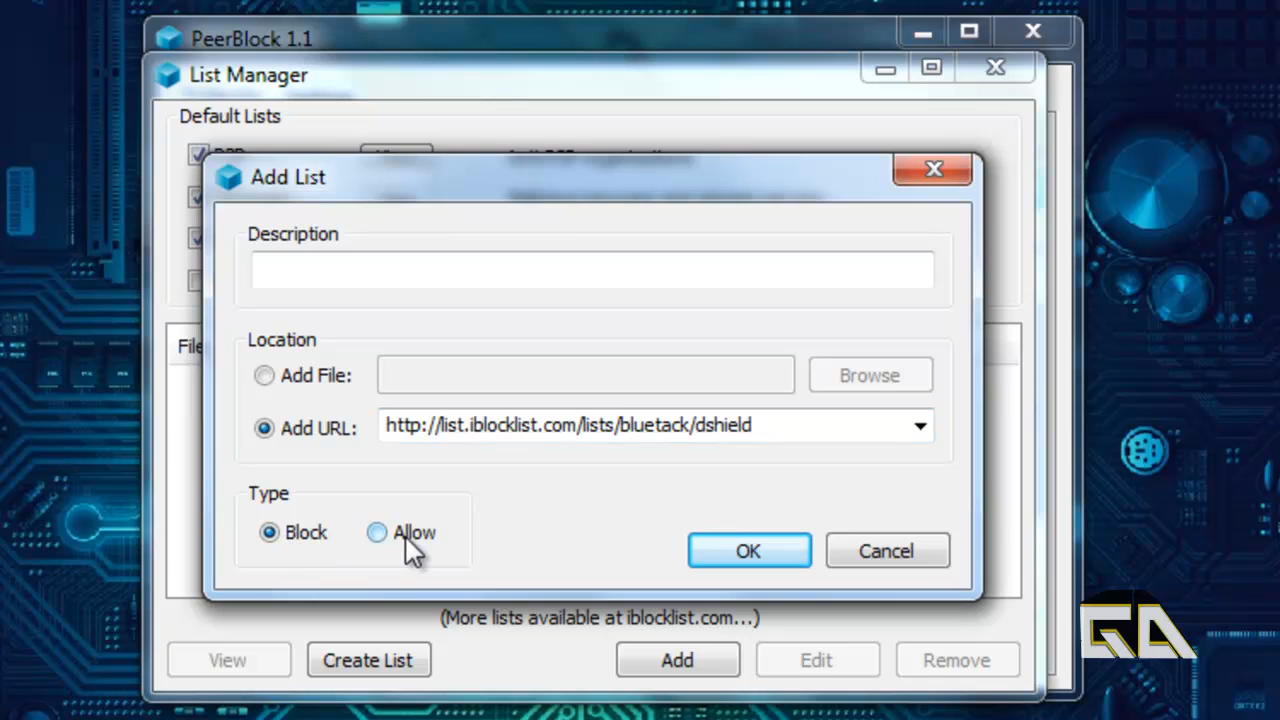 PeerBlock 1.1
List Manager
Default Lists
Add List
Description
Location
Add File:
Browse
Add URL: http://list.iblocklist.com/lists/bluetack/dshield
Type
Block Allow
OK Cancel
(More lists available at iblocklist.com...)
View Create List Add Edit Remove
GA